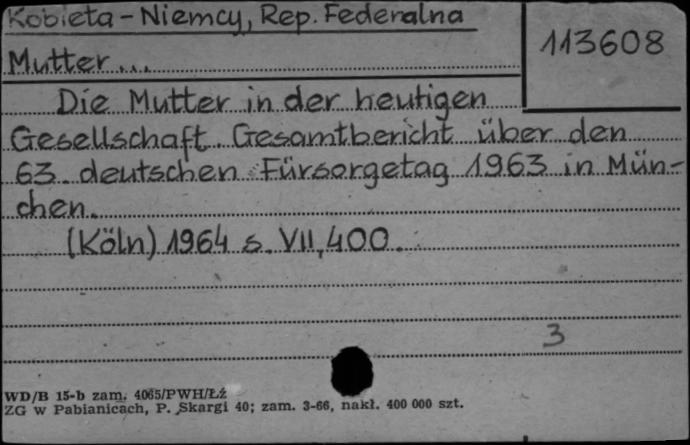 Kobieta - Niemcy, Rep. Federalna
113608
Mutter...
Die Mutter in der heutigen
Gesellschaft. Gesamtbericht über den
63. deutschen Fürsorgetag 1963 in Mün-
chen.
(Köln) 1964 s. VII, 400.
3
WD/B 15-b zam. 4065/PWH/Łź
ZG w Pabianicach, P. Skargi 40; zam. 3-66, nakł. 400 000 szt.